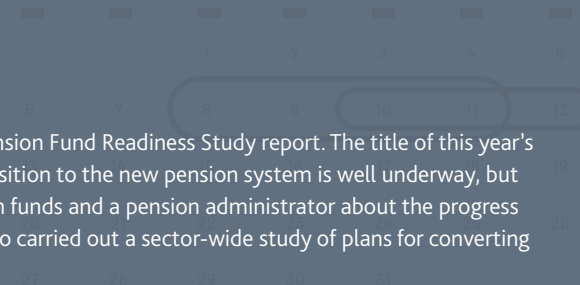 1 2 3 4 5
6 7 8 9 10 11 12
nsion Fund Readiness Study report. The title of this year's
sition to the new pension system is well underway, but
n funds and a pension administrator about the progress
o carried out a sector-wide study of plans for converting
27 28 29 30 31